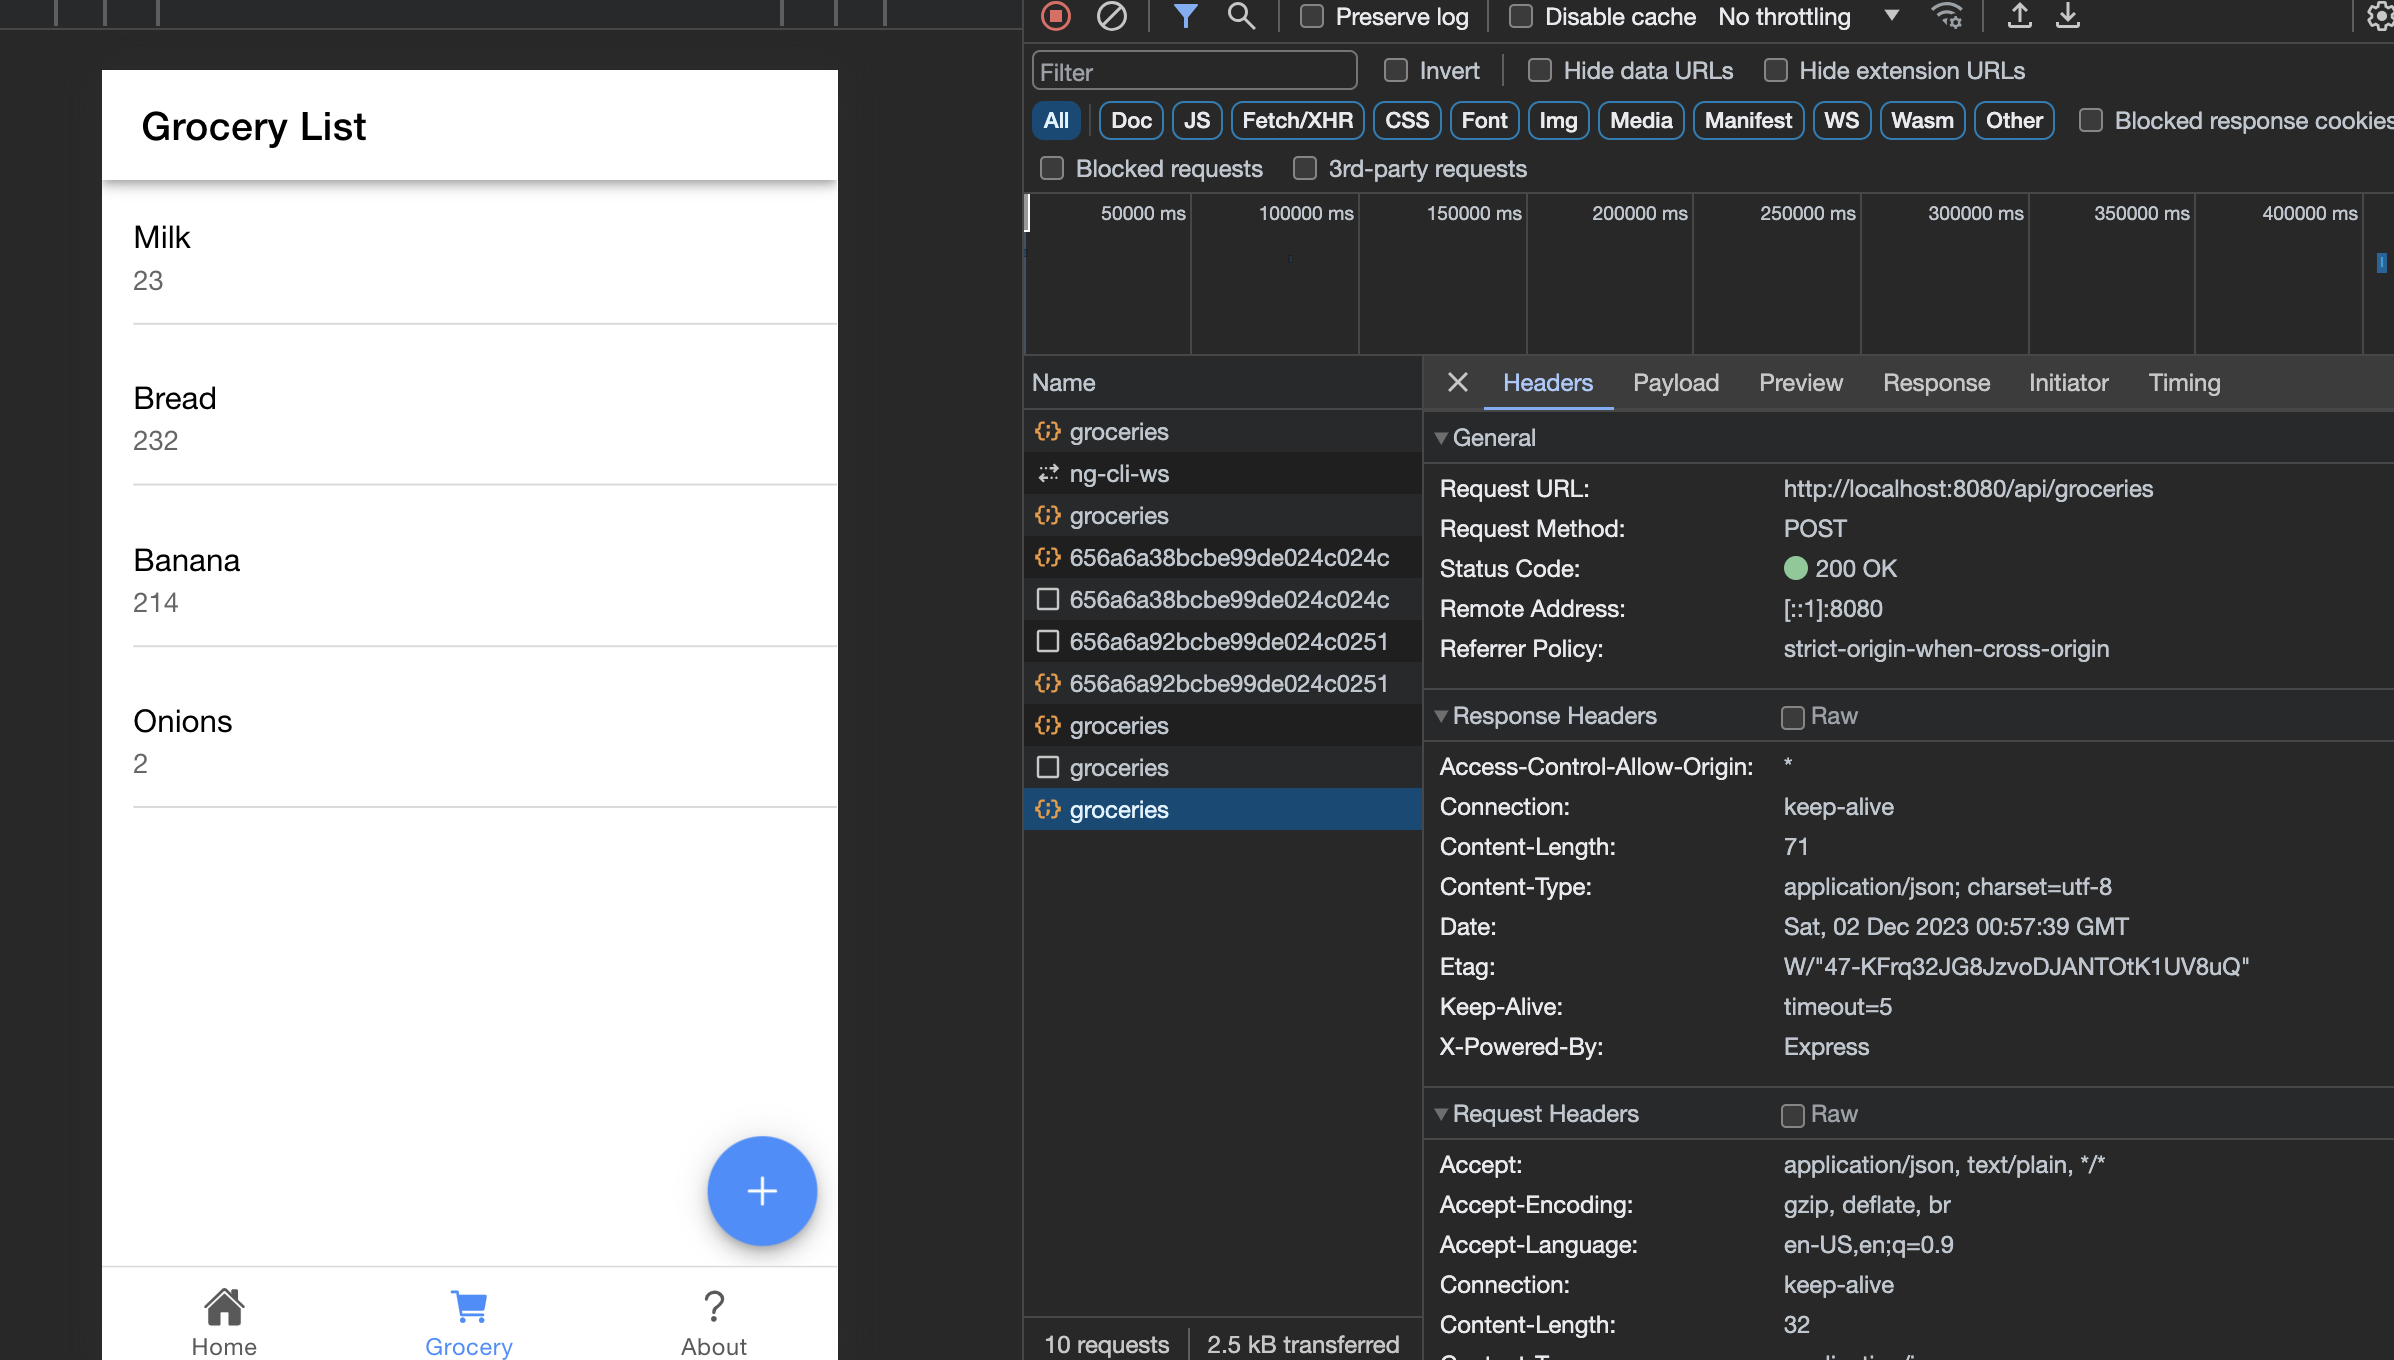 Grocery List
Milk
23
Bread
232
Banana
214
Onions
2
Home
Grocery
About
Preserve log
Disable cache
No throttling
Filter
Invert
Hide data URLs
Hide extension URLs
All
Doc
JS
Fetch/XHR
CSS
Font
Img
Media
Manifest
WS
Wasm
Other
Blocked response cookies
Blocked requests
3rd-party requests
50000 ms
100000 ms
150000 ms
200000 ms
250000 ms
300000 ms
350000 ms
400000 ms
Name
groceries
ng-cli-ws
groceries
656a6a38bcbe99de024c024c
656a6a38bcbe99de024c024c
656a6a92bcbe99de024c0251
656a6a92bcbe99de024c0251
groceries
groceries
groceries
10 requests
2.5 kB transferred
Headers
Payload
Preview
Response
Initiator
Timing
General
Request URL: http://localhost:8080/api/groceries
Request Method: POST
Status Code: 200 OK
Remote Address: [::1]:8080
Referrer Policy: strict-origin-when-cross-origin
Response Headers
Raw
Access-Control-Allow-Origin: *
Connection: keep-alive
Content-Length: 71
Content-Type: application/json; charset=utf-8
Date: Sat, 02 Dec 2023 00:57:39 GMT
Etag: W/"47-KFrq32JG8JzvoDJANTOtK1UV8uQ"
Keep-Alive: timeout=5
X-Powered-By: Express
Request Headers
Raw
Accept: application/json, text/plain, */*
Accept-Encoding: gzip, deflate, br
Accept-Language: en-US,en;q=0.9
Connection: keep-alive
Content-Length: 32